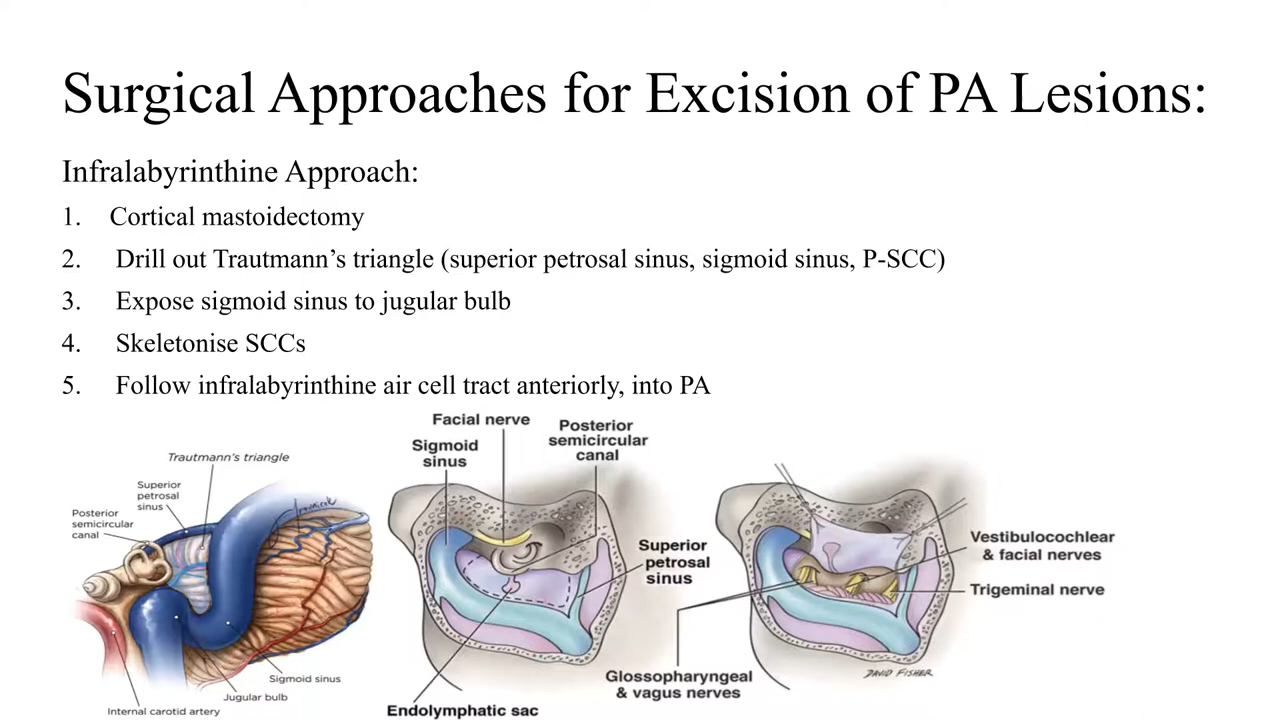 Surgical Approaches for Excision of PA Lesions:
Infralabyrinthine Approach:
1. Cortical mastoidectomy
2. Drill out Trautmann’s triangle (superior petrosal sinus, sigmoid sinus, P-SCC)
3. Expose sigmoid sinus to jugular bulb
4. Skeletonise SCCs
5. Follow infralabyrinthine air cell tract anteriorly, into PA
Trautmann's triangle
Superior
petrosal
sinus
Posterior
semicircular
canal
Sigmoid sinus
Jugular bulb
Internal carotid artery
Facial nerve
Sigmoid
sinus
Posterior
semicircular
canal
Superior
petrosal
sinus
Endolymphatic sac
Vestibulocochlear
& facial nerves
Trigeminal nerve
Glossopharyngeal
& vagus nerves
DAVID FISHER